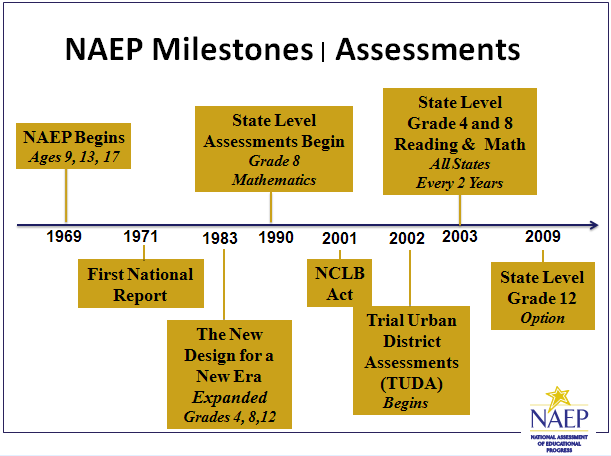 NAEP Milestones | Assessments
NAEP Begins
Ages 9, 13, 17
State Level
Assessments Begin
Grade 8
Mathematics
State Level
Grade 4 and 8
Reading & Math
All States
Every 2 Years
1969
1971
1983
1990
2001
2002
2003
2009
First National
Report
The New
Design for a
New Era
Expanded
Grades 4, 8,12
NCLB
Act
Trial Urban
District
Assessments
(TUDA)
Begins
State Level
Grade 12
Option
NAEP
NATIONAL ASSESSMENT
OF EDUCATIONAL
PROGRESS